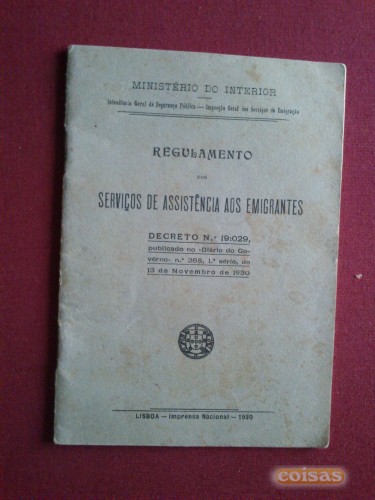 MINISTÉRIO DO INTERIOR
Intendência Geral da Segurança Pública — Inspecção Geral dos Serviços de Emigração
REGULAMENTO
DOS
SERVIÇOS DE ASSISTÊNCIA AOS EMIGRANTES
DECRETO N.º 19:029,
publicado no «Diário do Go-
vêrno» n.º 265, 1.ª série, de
13 de Novembro de 1930
LISBOA — Imprensa Nacional — 1930
coisas